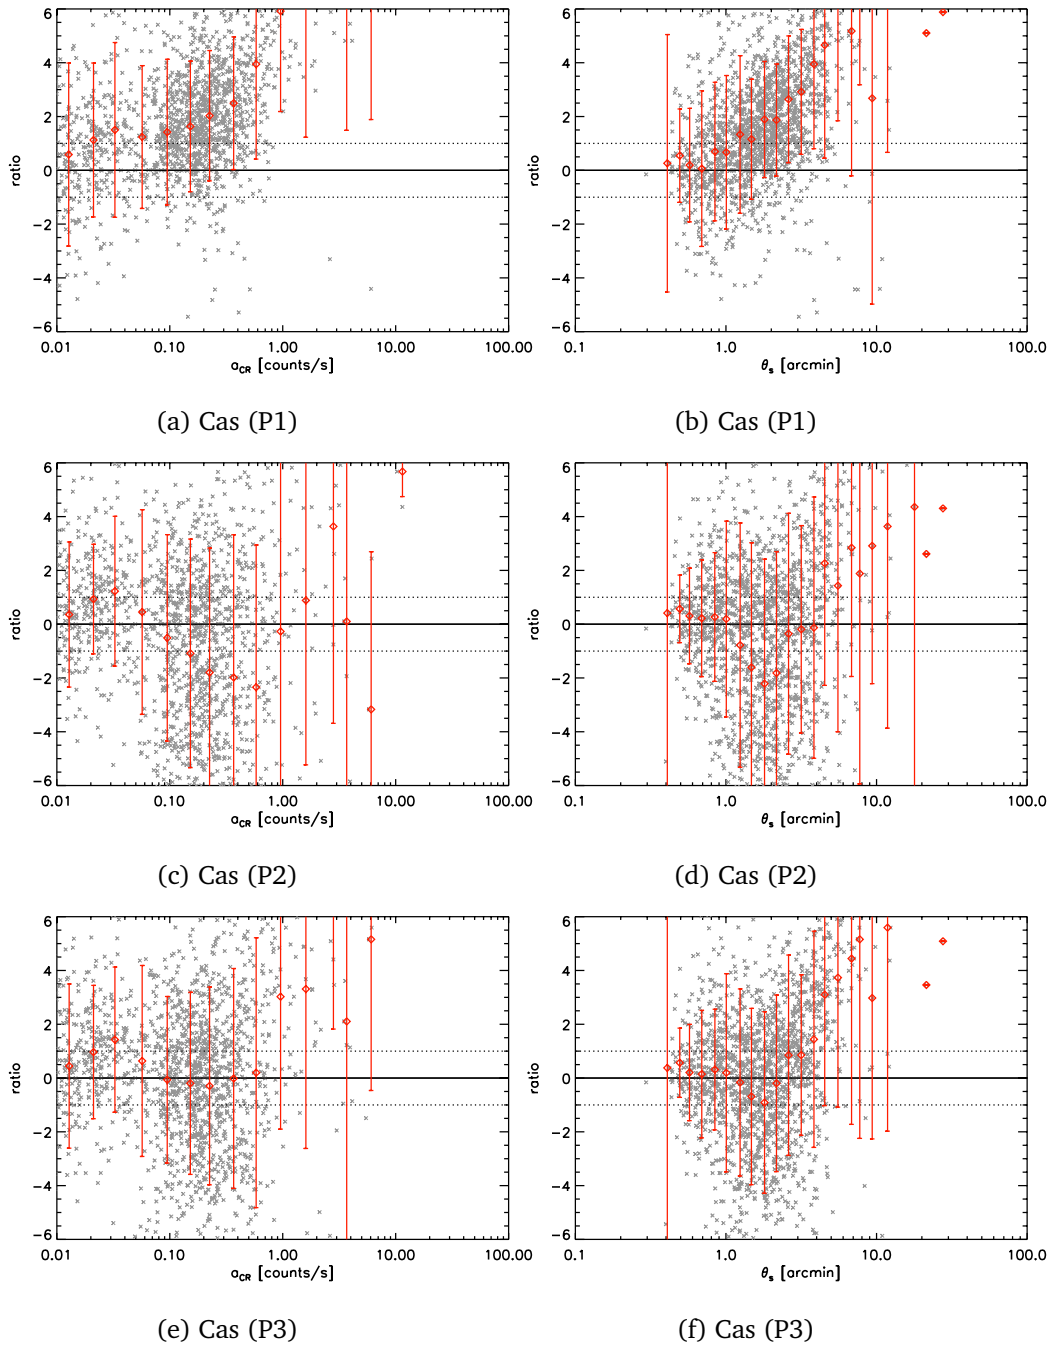 6
4
2
0
−2
−4
−6
ratio
0.01 0.10 1.00 10.00 100.00
a_CR [counts/s]
(a) Cas (P1)
6
4
2
0
−2
−4
−6
ratio
0.1 1.0 10.0 100.0
θ_s [arcmin]
(b) Cas (P1)
6
4
2
0
−2
−4
−6
ratio
0.01 0.10 1.00 10.00 100.00
a_CR [counts/s]
(c) Cas (P2)
6
4
2
0
−2
−4
−6
ratio
0.1 1.0 10.0 100.0
θ_s [arcmin]
(d) Cas (P2)
6
4
2
0
−2
−4
−6
ratio
0.01 0.10 1.00 10.00 100.00
a_CR [counts/s]
(e) Cas (P3)
6
4
2
0
−2
−4
−6
ratio
0.1 1.0 10.0 100.0
θ_s [arcmin]
(f) Cas (P3)